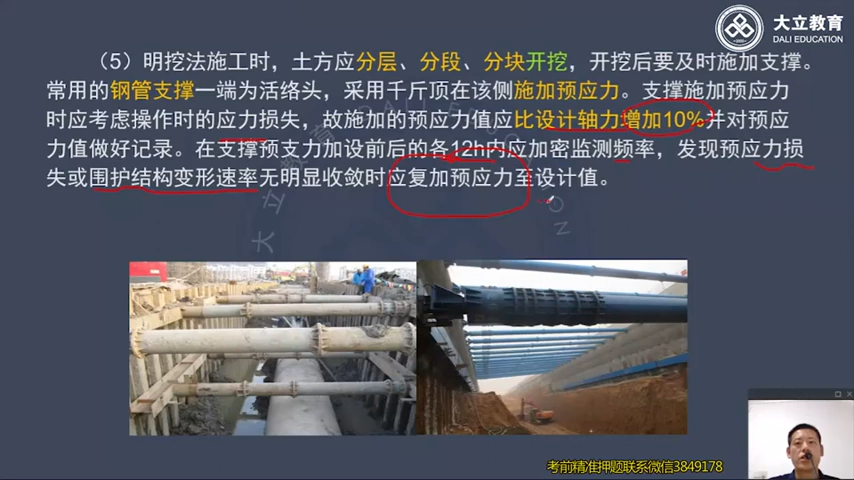 大立教育
DALI EDUCATION
（5）明挖法施工时，土方应分层、分段、分块开挖，开挖后要及时施加支撑。
常用的钢管支撑一端为活络头，采用千斤顶在该侧施加预应力。支撑施加预应力
时应考虑操作时的应力损失，故施加的预应力值应比设计轴力增加10%并对预应
力值做好记录。在支撑预支力加设前后的各12h内应加密监测频率，发现预应力损
失或围护结构变形速率无明显收敛时应复加预应力至设计值。
考前精准押题联系微信3849178